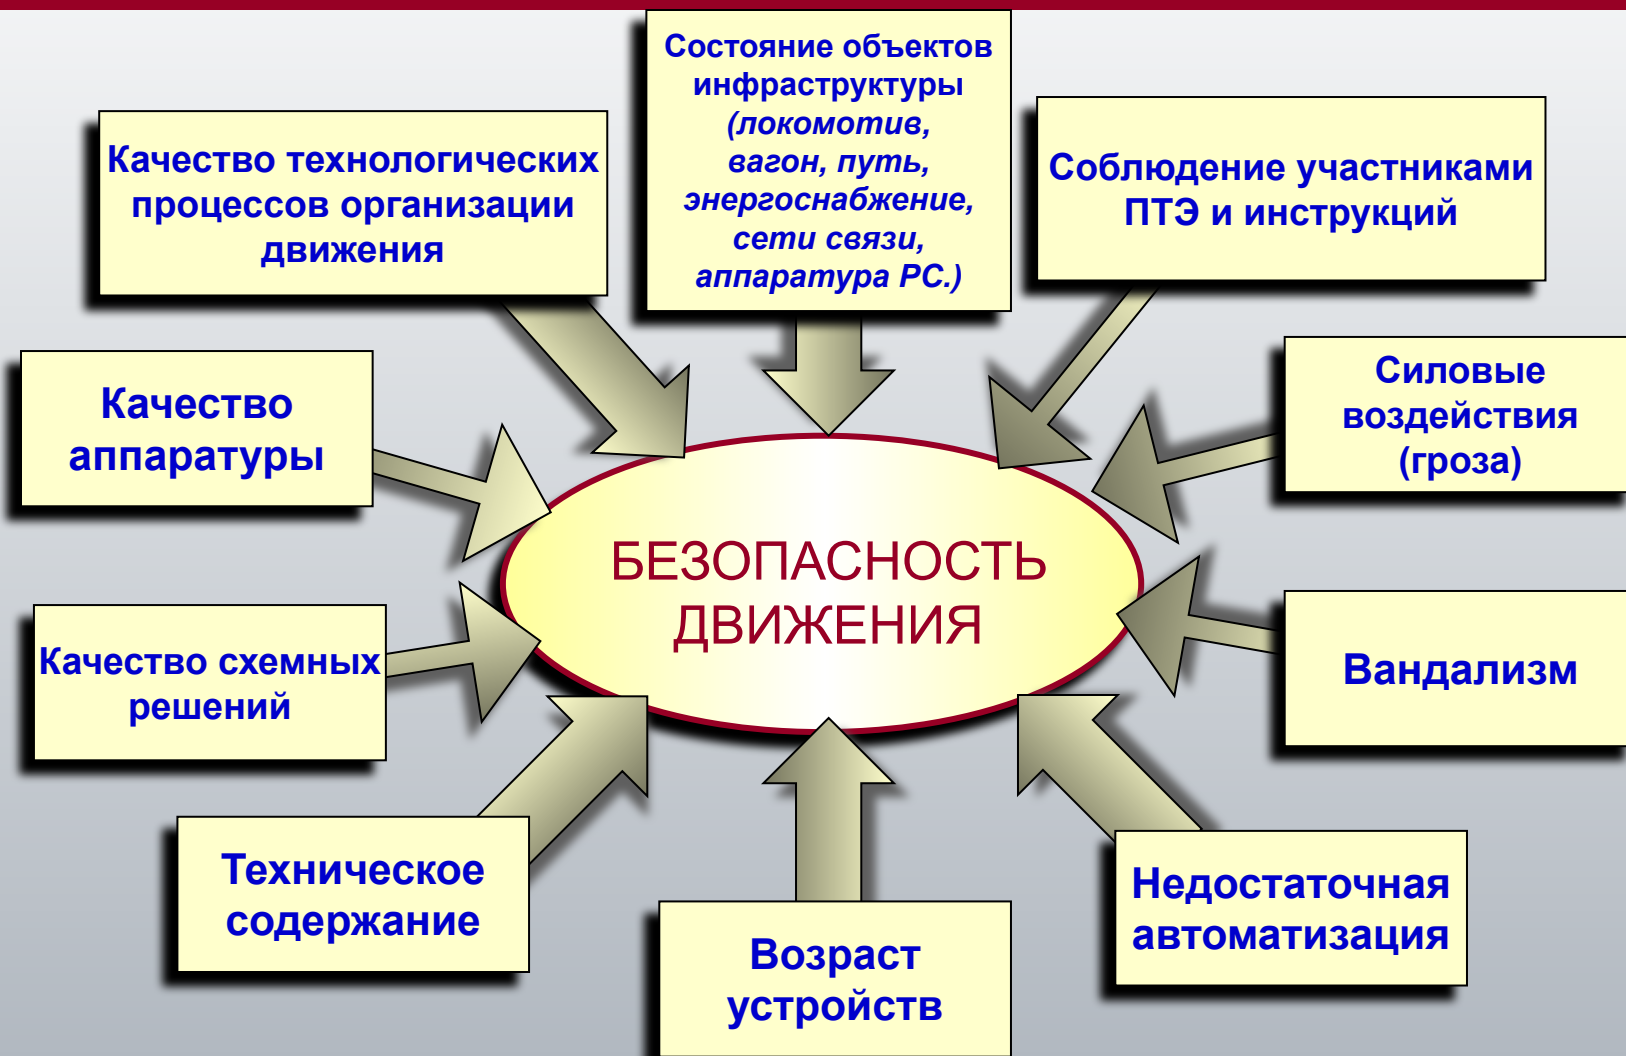 Состояние объектов
инфраструктуры
(локомотив,
вагон, путь,
энергоснабжение,
сети связи,
аппаратура РС.)
Качество технологических
процессов организации
движения
Соблюдение участниками
ПТЭ и инструкций
Качество
аппаратуры
Силовые
воздействия
(гроза)
БЕЗОПАСНОСТЬ
ДВИЖЕНИЯ
Качество схемных
решений
Вандализм
Техническое
содержание
Возраст
устройств
Недостаточная
автоматизация